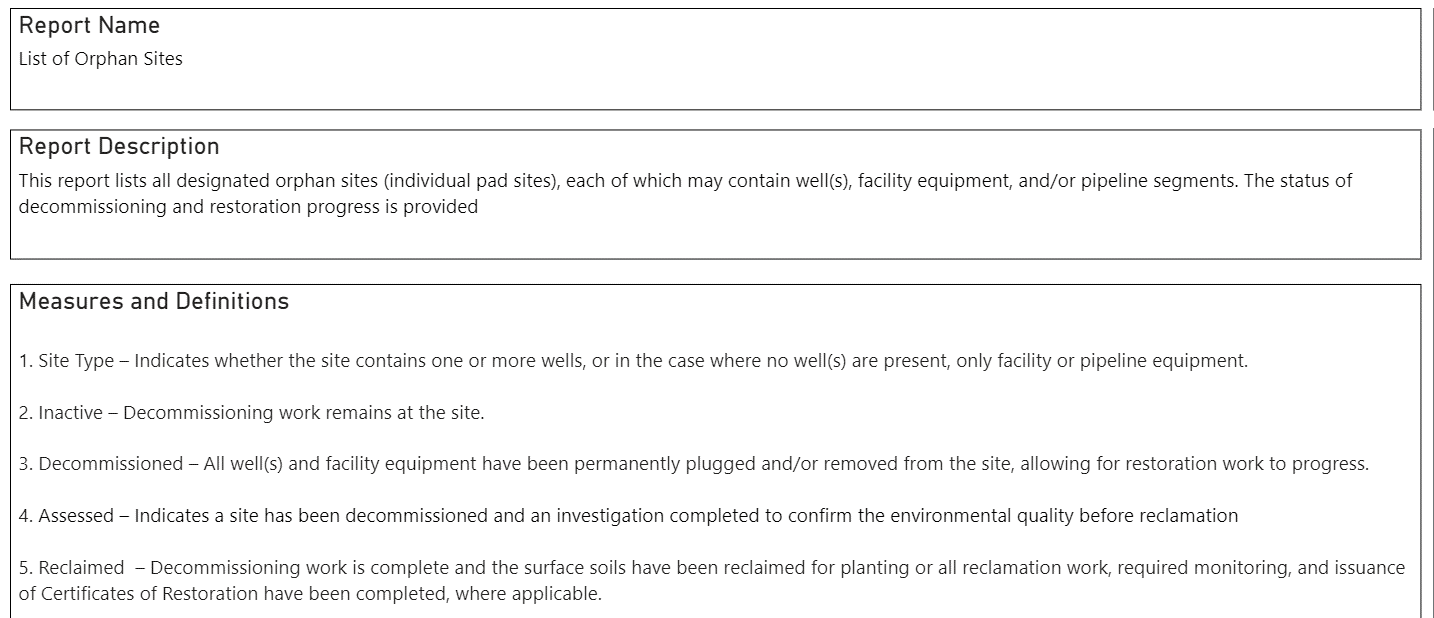 Report Name
List of Orphan Sites
Report Description
This report lists all designated orphan sites (individual pad sites), each of which may contain well(s), facility equipment, and/or pipeline segments. The status of
decommissioning and restoration progress is provided
Measures and Definitions
1. Site Type – Indicates whether the site contains one or more wells, or in the case where no well(s) are present, only facility or pipeline equipment.
2. Inactive – Decommissioning work remains at the site.
3. Decommissioned – All well(s) and facility equipment have been permanently plugged and/or removed from the site, allowing for restoration work to progress.
4. Assessed – Indicates a site has been decommissioned and an investigation completed to confirm the environmental quality before reclamation
5. Reclaimed  – Decommissioning work is complete and the surface soils have been reclaimed for planting or all reclamation work, required monitoring, and issuance
of Certificates of Restoration have been completed, where applicable.